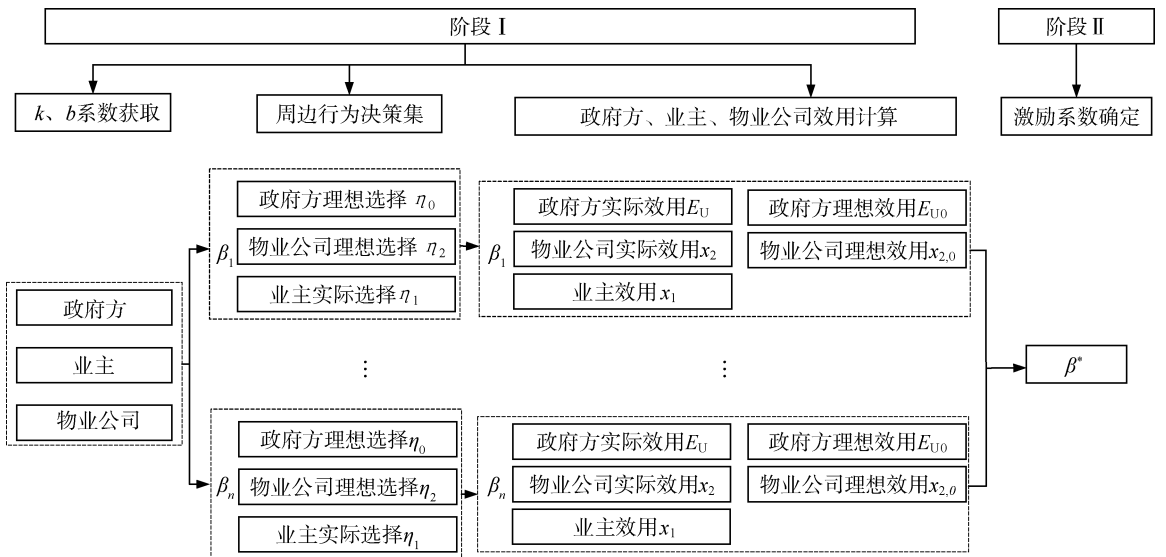 阶段Ⅰ
阶段Ⅱ
k、b系数获取
周边行为决策集
政府方、业主、物业公司效用计算
激励系数确定
政府方
业主
物业公司
β₁
政府方理想选择 η₀
物业公司理想选择 η₂
业主实际选择η₁
β₁
政府方实际效用E_U
政府方理想效用E_U0
物业公司实际效用x₂
物业公司理想效用x₂,₀
业主效用x₁
⋮
⋮
β*
βₙ
政府方理想选择η₀
物业公司理想选择η₂
业主实际选择η₁
βₙ
政府方实际效用E_U
政府方理想效用E_U0
物业公司实际效用x₂
物业公司理想效用x₂,₀
业主效用x₁